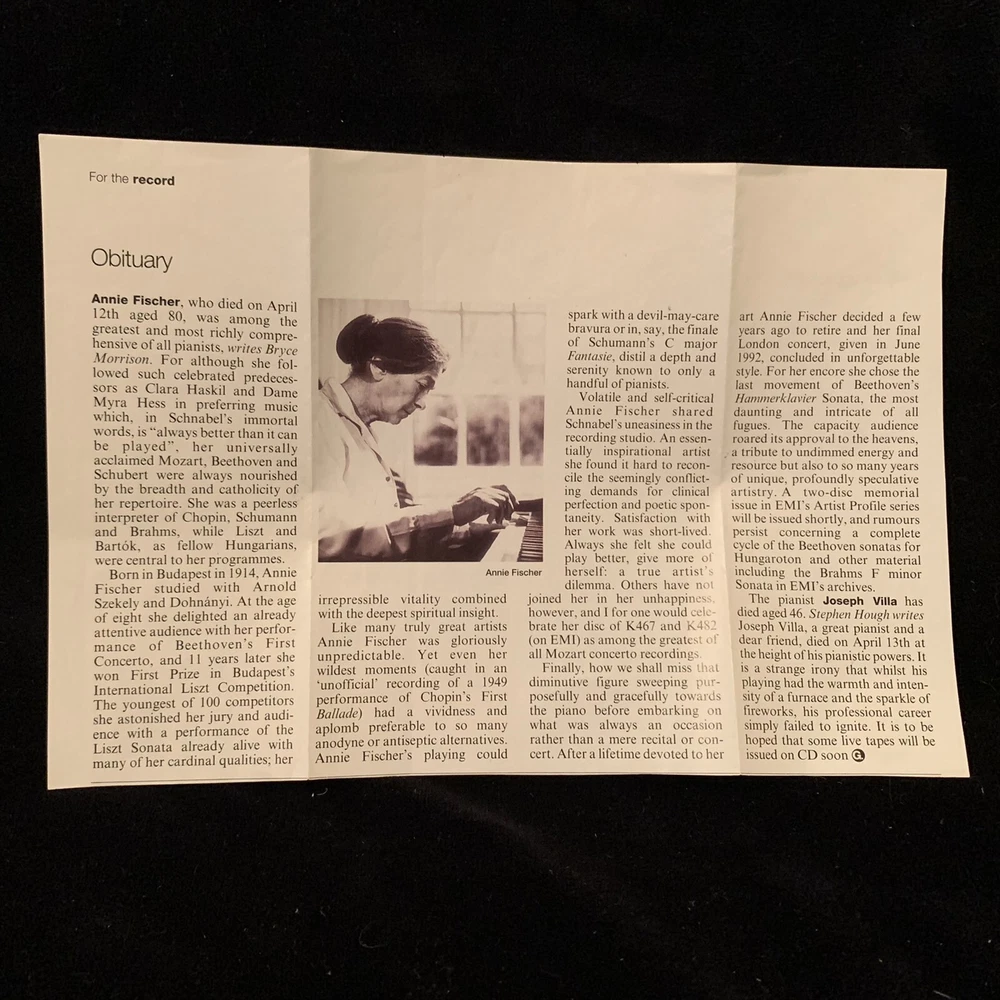 For the record
Obituary
Annie Fischer, who died on April
12th aged 80, was among the
greatest and most richly compre-
hensive of all pianists, writes Bryce
Morrison. For although she fol-
lowed such celebrated predeces-
sors as Clara Haskil and Dame
Myra Hess in preferring music
which, in Schnabel's immortal
words, is "always better than it can
be played", her universally
acclaimed Mozart, Beethoven and
Schubert were always nourished
by the breadth and catholicity of
her repertoire. She was a peerless
interpreter of Chopin, Schumann
and Brahms, while Liszt and
Bartók, as fellow Hungarians,
were central to her programmes.
Born in Budapest in 1914, Annie
Fischer studied with Arnold
Szekely and Dohnányi. At the age
of eight she delighted an already
attentive audience with her perfor-
mance of Beethoven's First
Concerto, and 11 years later she
won First Prize in Budapest's
International Liszt Competition.
The youngest of 100 competitors
she astonished her jury and audi-
ence with a performance of the
Liszt Sonata already alive with
many of her cardinal qualities; her
Annie Fischer
irrepressible vitality combined
with the deepest spiritual insight.
Like many truly great artists
Annie Fischer was gloriously
unpredictable. Yet even her
wildest moments (caught in an
'unofficial' recording of a 1949
performance of Chopin's First
Ballade) had a vividness and
aplomb preferable to so many
anodyne or antiseptic alternatives.
Annie Fischer's playing could
spark with a devil-may-care
bravura or in, say, the finale
of Schumann's C major
Fantasie, distil a depth and
serenity known to only a
handful of pianists.
Volatile and self-critical
Annie Fischer shared
Schnabel's uneasiness in the
recording studio. An essen-
tially inspirational artist
she found it hard to recon-
cile the seemingly conflict-
ing demands for clinical
perfection and poetic spon-
taneity. Satisfaction with
her work was short-lived.
Always she felt she could
play better, give more of
herself: a true artist's
dilemma. Others have not
joined her in her unhappiness,
however, and I for one would cele-
brate her disc of K467 and K482
(on EMI) as among the greatest of
all Mozart concerto recordings.
Finally, how we shall miss that
diminutive figure sweeping pur-
posefully and gracefully towards
the piano before embarking on
what was always an occasion
rather than a mere recital or con-
cert. After a lifetime devoted to her
art Annie Fischer decided a few
years ago to retire and her final
London concert, given in June
1992, concluded in unforgettable
style. For her encore she chose the
last movement of Beethoven's
Hammerklavier Sonata, the most
daunting and intricate of all
fugues. The capacity audience
roared its approval to the heavens,
a tribute to undimmed energy and
resource but also to so many years
of unique, profoundly speculative
artistry. A two-disc memorial
issue in EMI's Artist Profile series
will be issued shortly, and rumours
persist concerning a complete
cycle of the Beethoven sonatas for
Hungaroton and other material
including the Brahms F minor
Sonata in EMI's archives.
The pianist Joseph Villa has
died aged 46. Stephen Hough writes
Joseph Villa, a great pianist and a
dear friend, died on April 13th at
the height of his pianistic powers. It
is a strange irony that whilst his
playing had the warmth and inten-
sity of a furnace and the sparkle of
fireworks, his professional career
simply failed to ignite. It is to be
hoped that some live tapes will be
issued on CD soon G